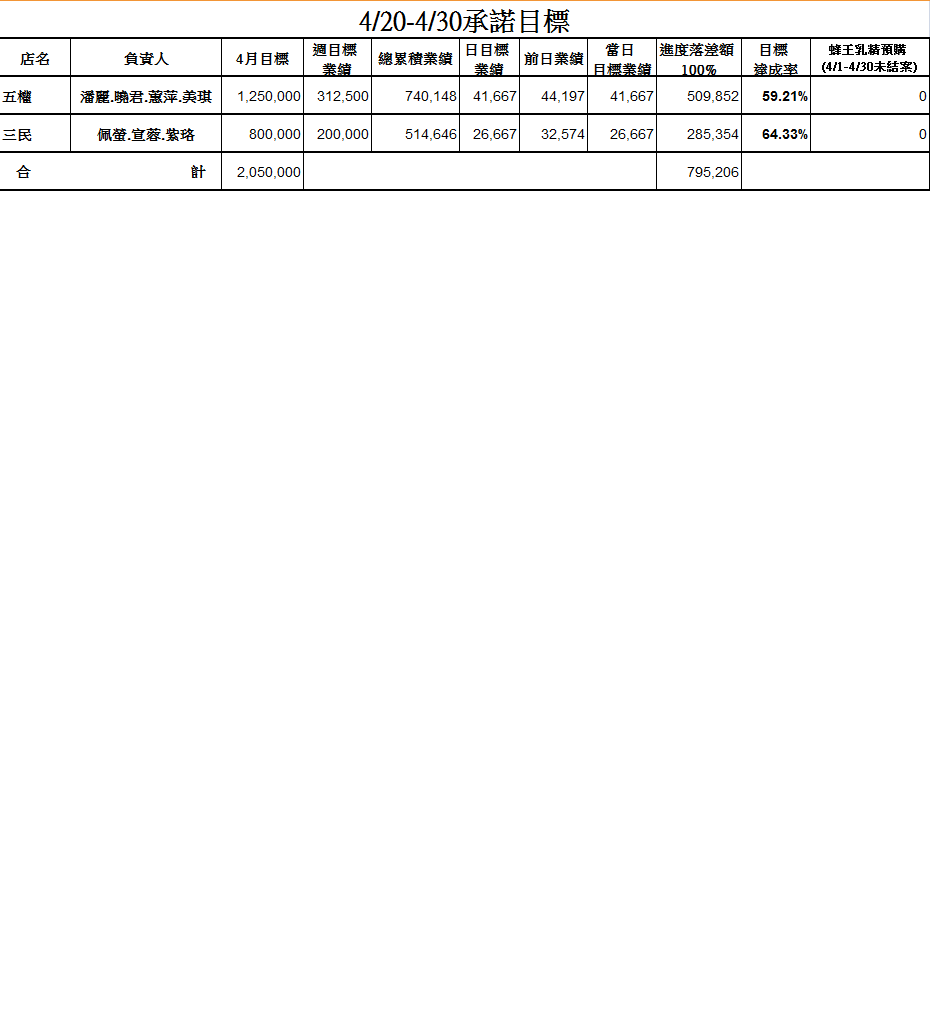 4/20-4/30承諾目標
店名 負責人 4月目標 週目標業績 總累積業績 日目標業績 前日業績 當日目標業績 進度落差額100% 目標達成率 蜂王乳精預購(4/1-4/30未結案)
五權 潘麗.曉君.蕙萍.美琪 1,250,000 312,500 740,148 41,667 44,197 41,667 509,852 59.21% 0
三民 佩螢.宣蓉.紫珞 800,000 200,000 514,646 26,667 32,574 26,667 285,354 64.33% 0
合 計 2,050,000 795,206